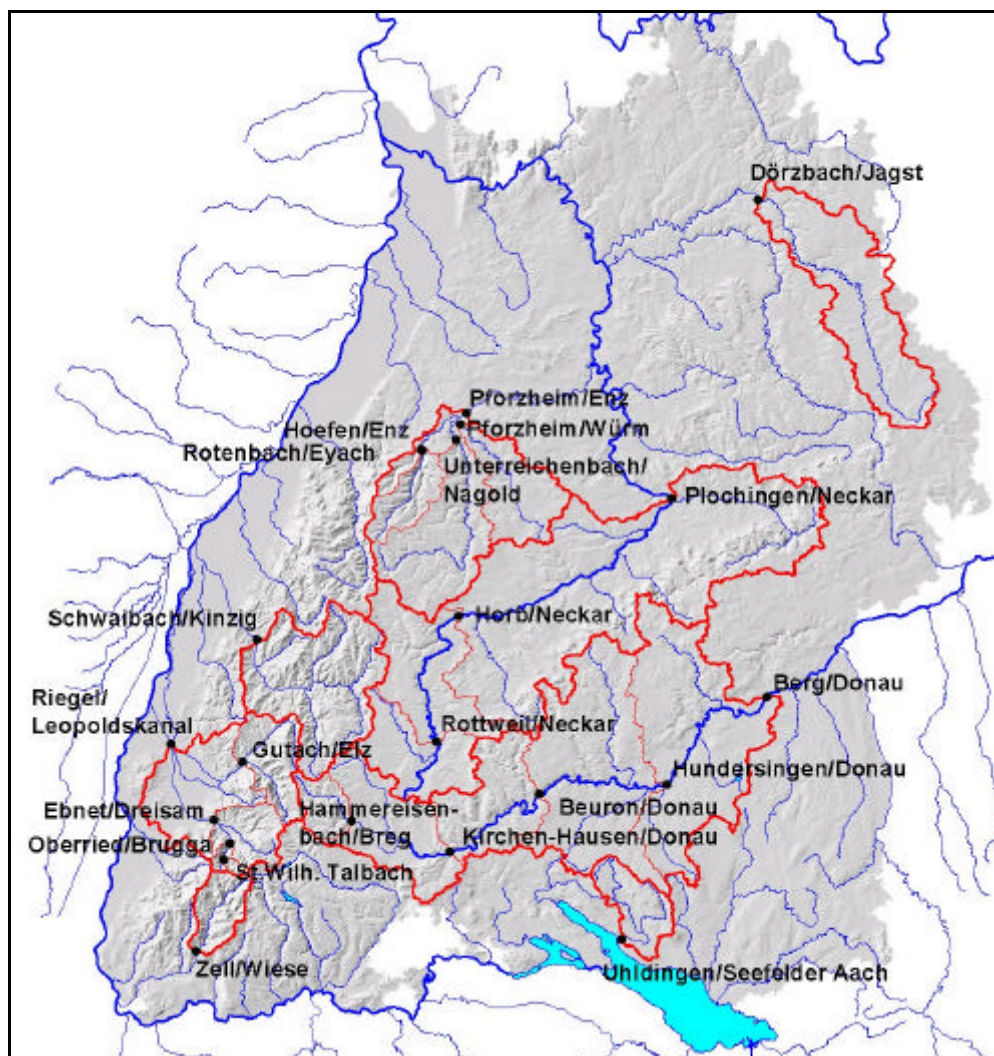 Dörzbach/Jagst
Pforzheim/Enz
Hoefen/Enz
Pforzheim/Würm
Rotenbach/Eyach
Unterreichenbach/
Nagold
Plochingen/Neckar
Horb/Neckar
Schwaibach/Kinzig
Berg/Donau
Riegel/
Leopoldskanal
Rottweil/Neckar
Gutach/Elz
Hundersingen/Donau
Ebnet/Dreisam
Hammereisen-
bach/Breg
Beuron/Donau
Oberried/Brugga
Kirchen-Hausen/Donau
St.Wilh. Talbach
Zell/Wiese
Uhldingen/Seefelder Aach